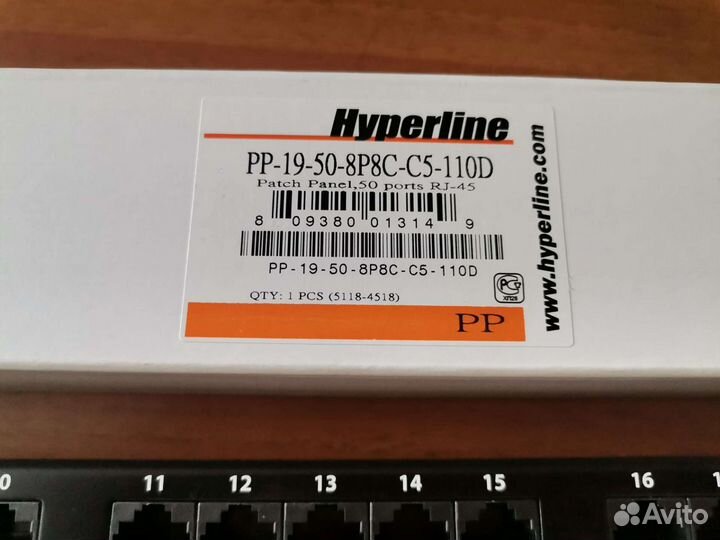 Hyperline
PP-19-50-8P8C-C5-110D
Patch Panel,50 ports RJ-45
8 09380 01314 9
PP-19-50-8P8C-C5-110D
QTY: 1 PCS (5118-4518)
PP
www.hyperline.com
РС
ХП28
11 12 13 14 15 16
Avito